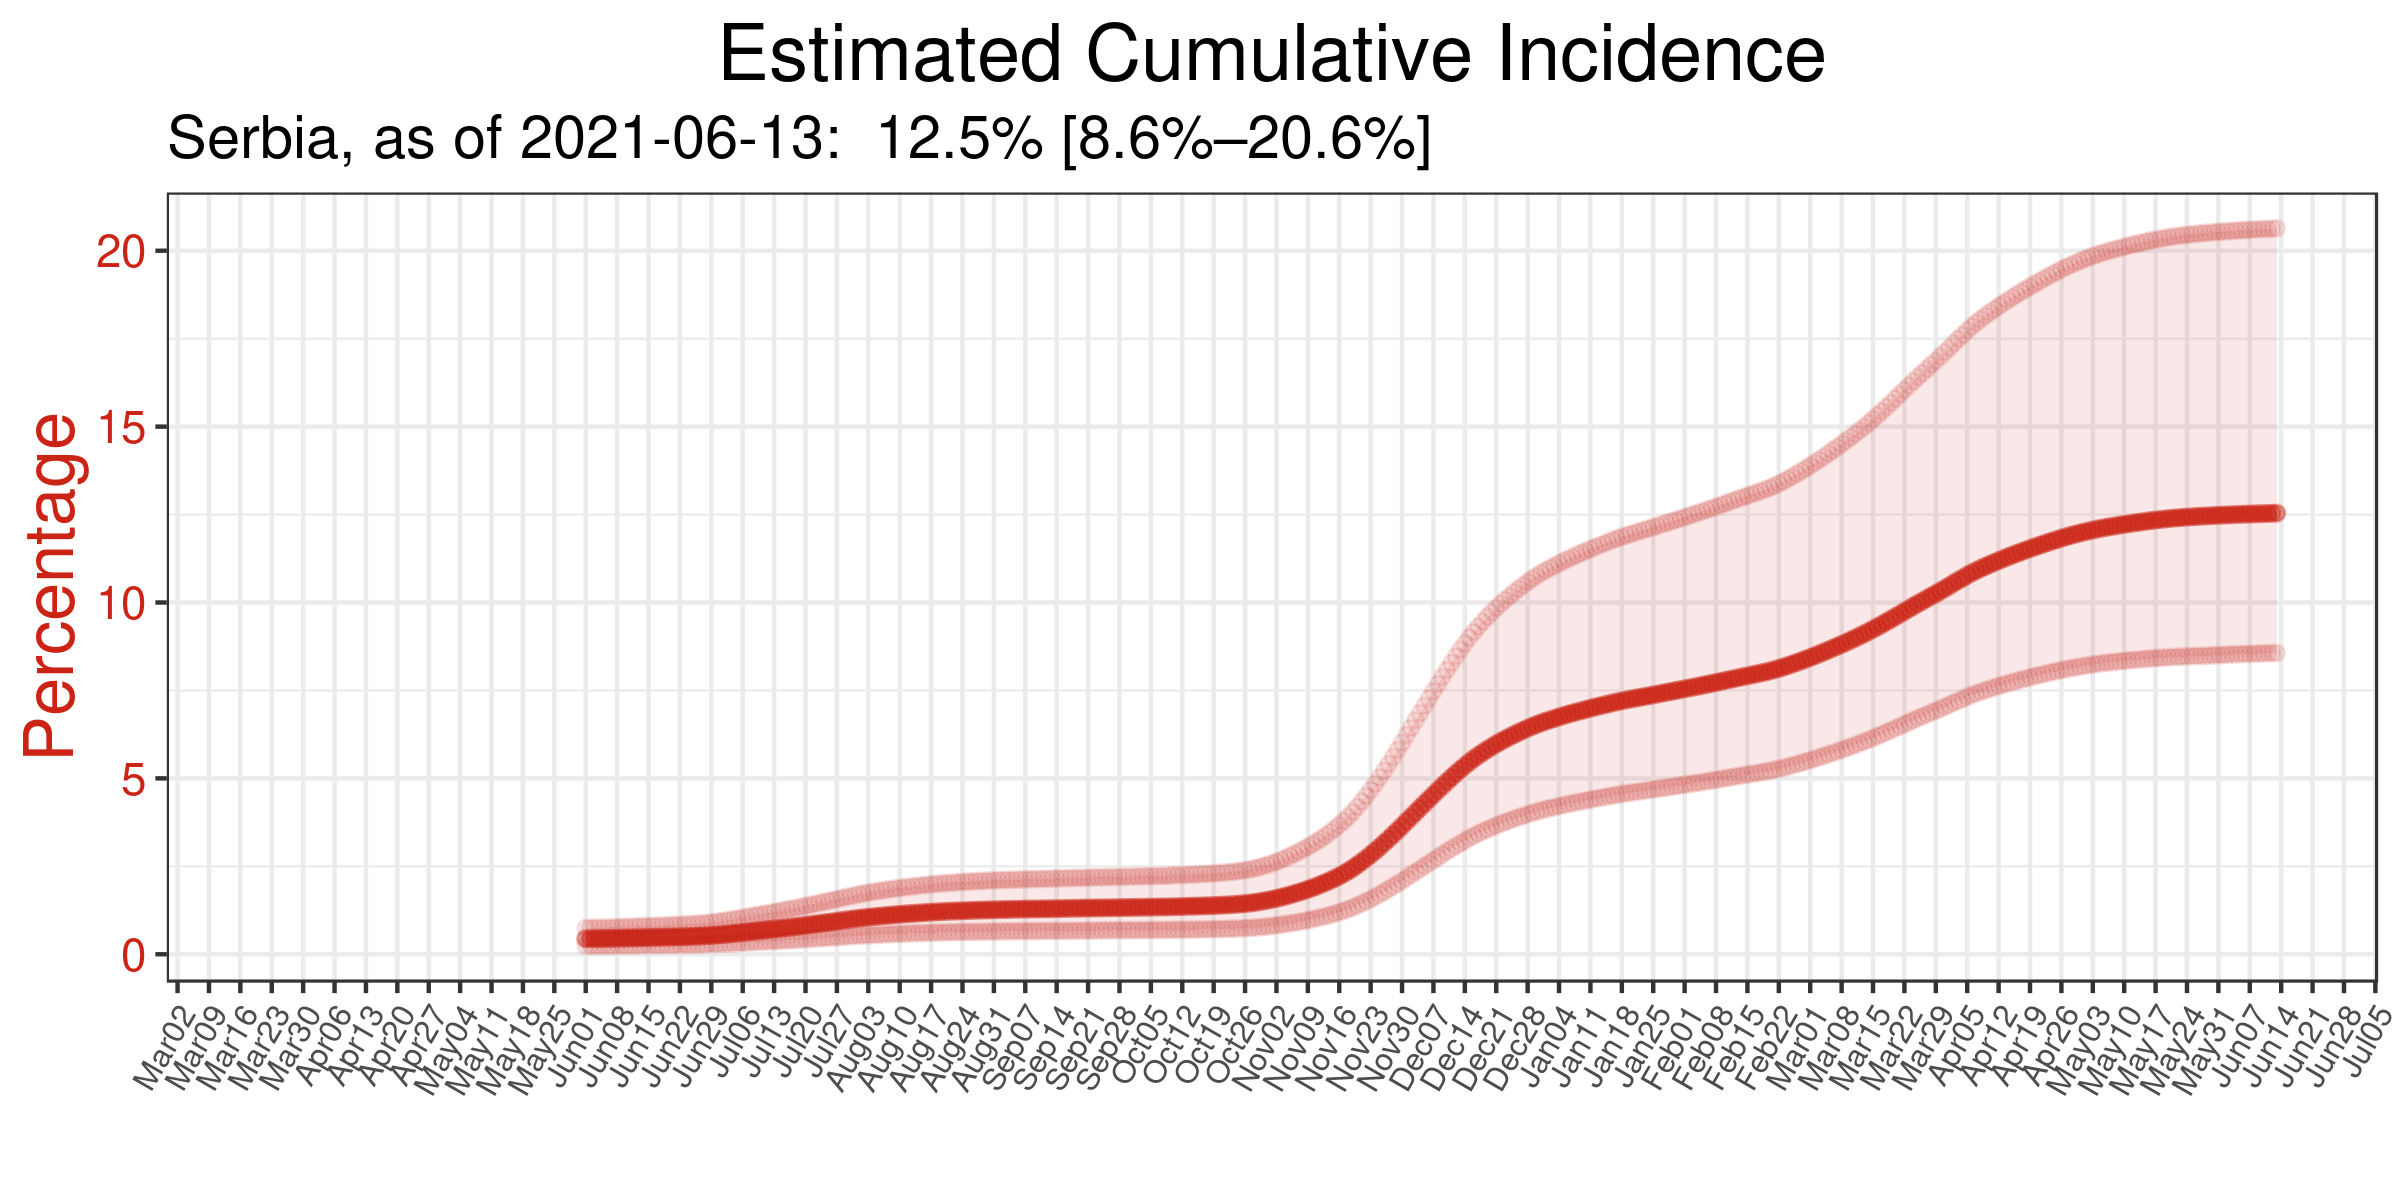 Estimated Cumulative Incidence
Serbia, as of 2021-06-13:  12.5% [8.6%–20.6%]
Percentage
20
15
10
5
0
Mar02
Mar09
Mar16
Mar23
Mar30
Apr06
Apr13
Apr20
Apr27
May04
May11
May18
May25
Jun01
Jun08
Jun15
Jun22
Jun29
Jul06
Jul13
Jul20
Jul27
Aug03
Aug10
Aug17
Aug24
Aug31
Sep07
Sep14
Sep21
Sep28
Oct05
Oct12
Oct19
Oct26
Nov02
Nov09
Nov16
Nov23
Nov30
Dec07
Dec14
Dec21
Dec28
Jan04
Jan11
Jan18
Jan25
Feb01
Feb08
Feb15
Feb22
Mar01
Mar08
Mar15
Mar22
Mar29
Apr05
Apr12
Apr19
Apr26
May03
May10
May17
May24
May31
Jun07
Jun14
Jun21
Jun28
Jul05